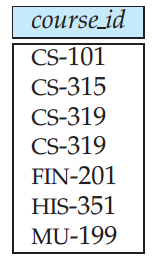 course_id
CS-101
CS-315
CS-319
CS-319
FIN-201
HIS-351
MU-199